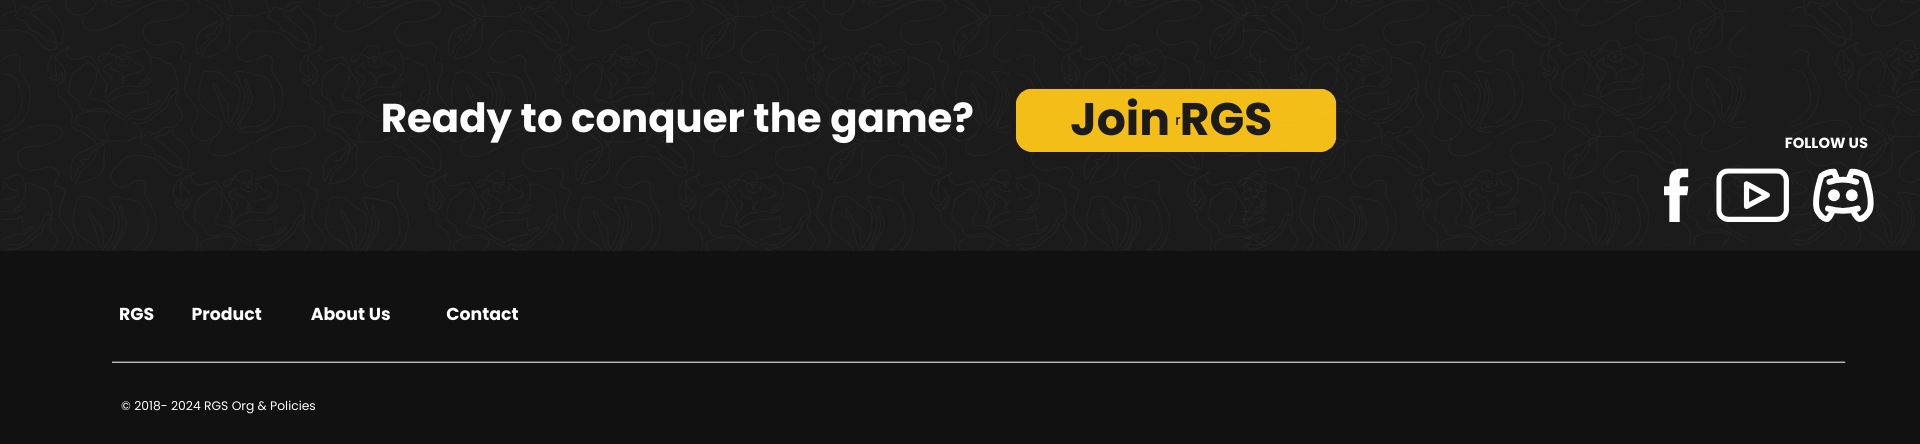 Ready to conquer the game?
Join r RGS
FOLLOW US
RGS Product About Us Contact
© 2018- 2024 RGS Org & Policies